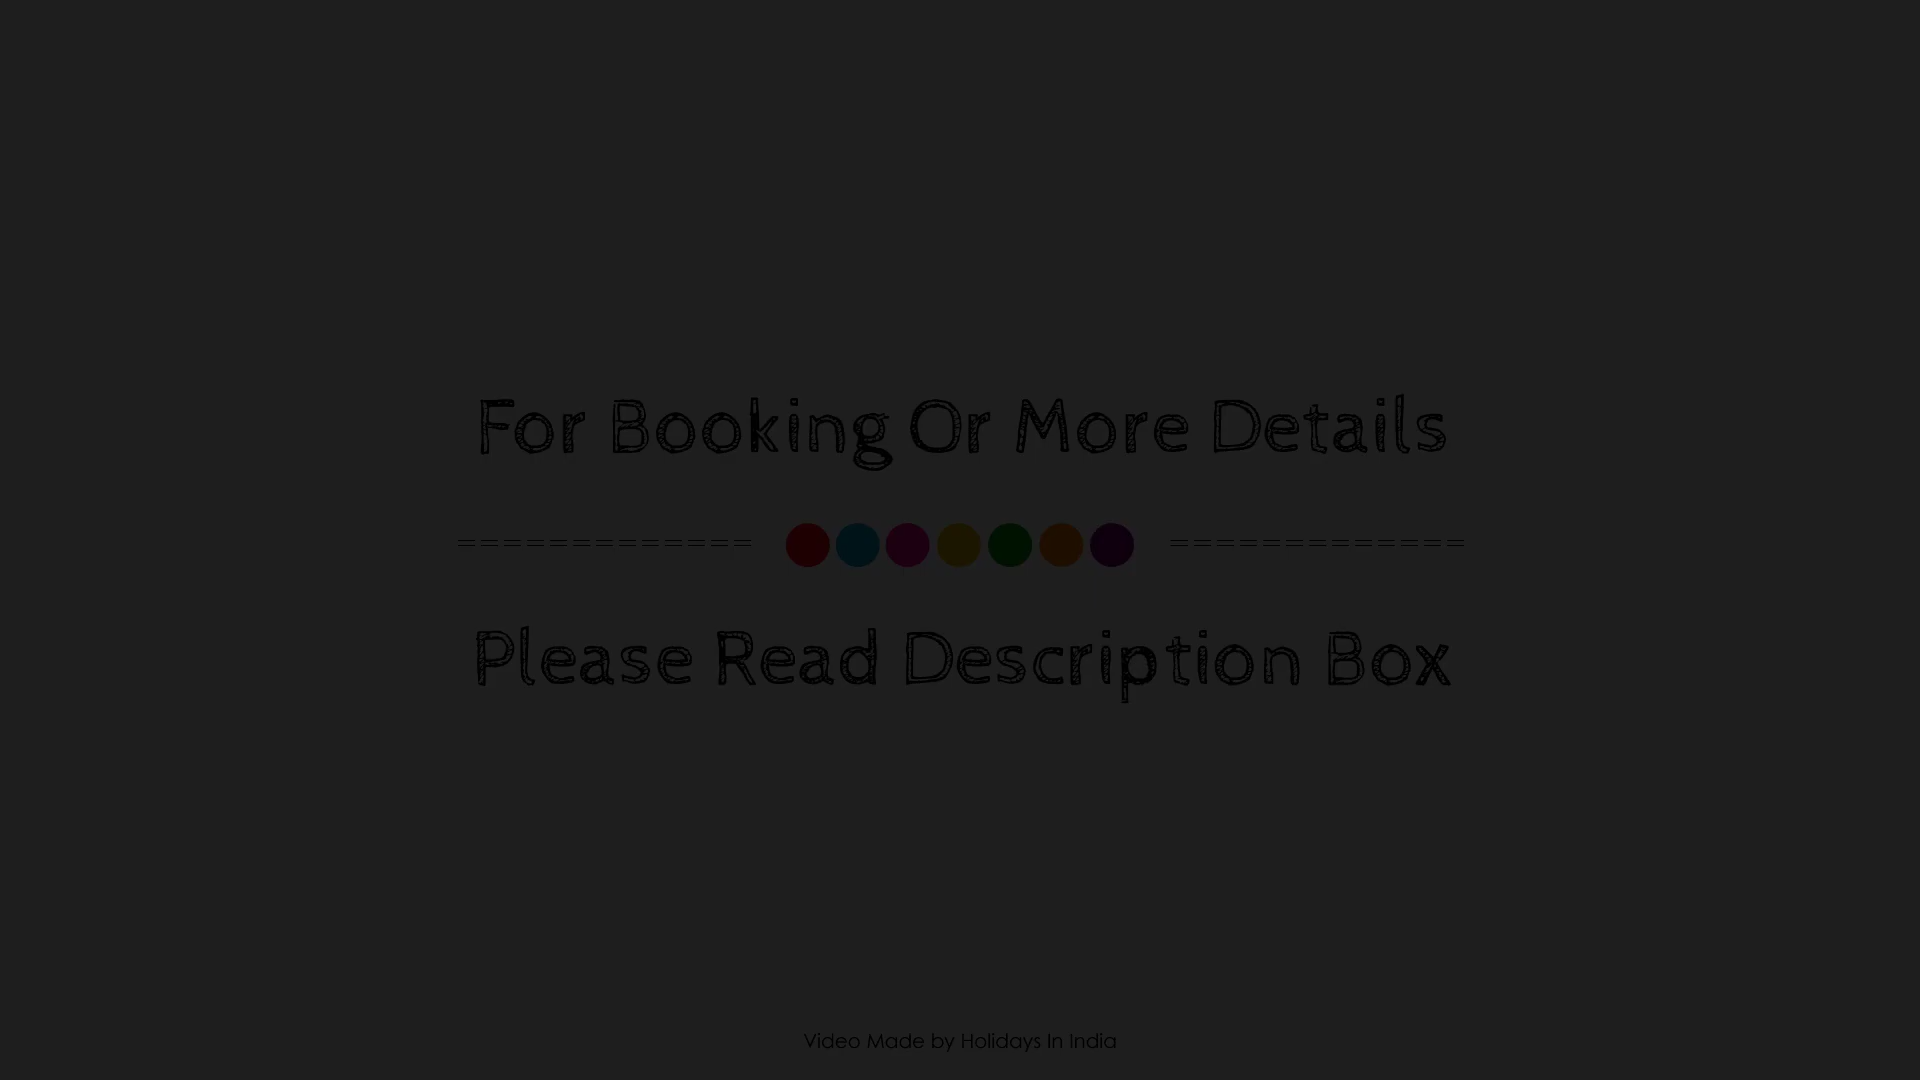 For Booking Or More Details
============= =============
Please Read Description Box
Video Made by Holidays In India